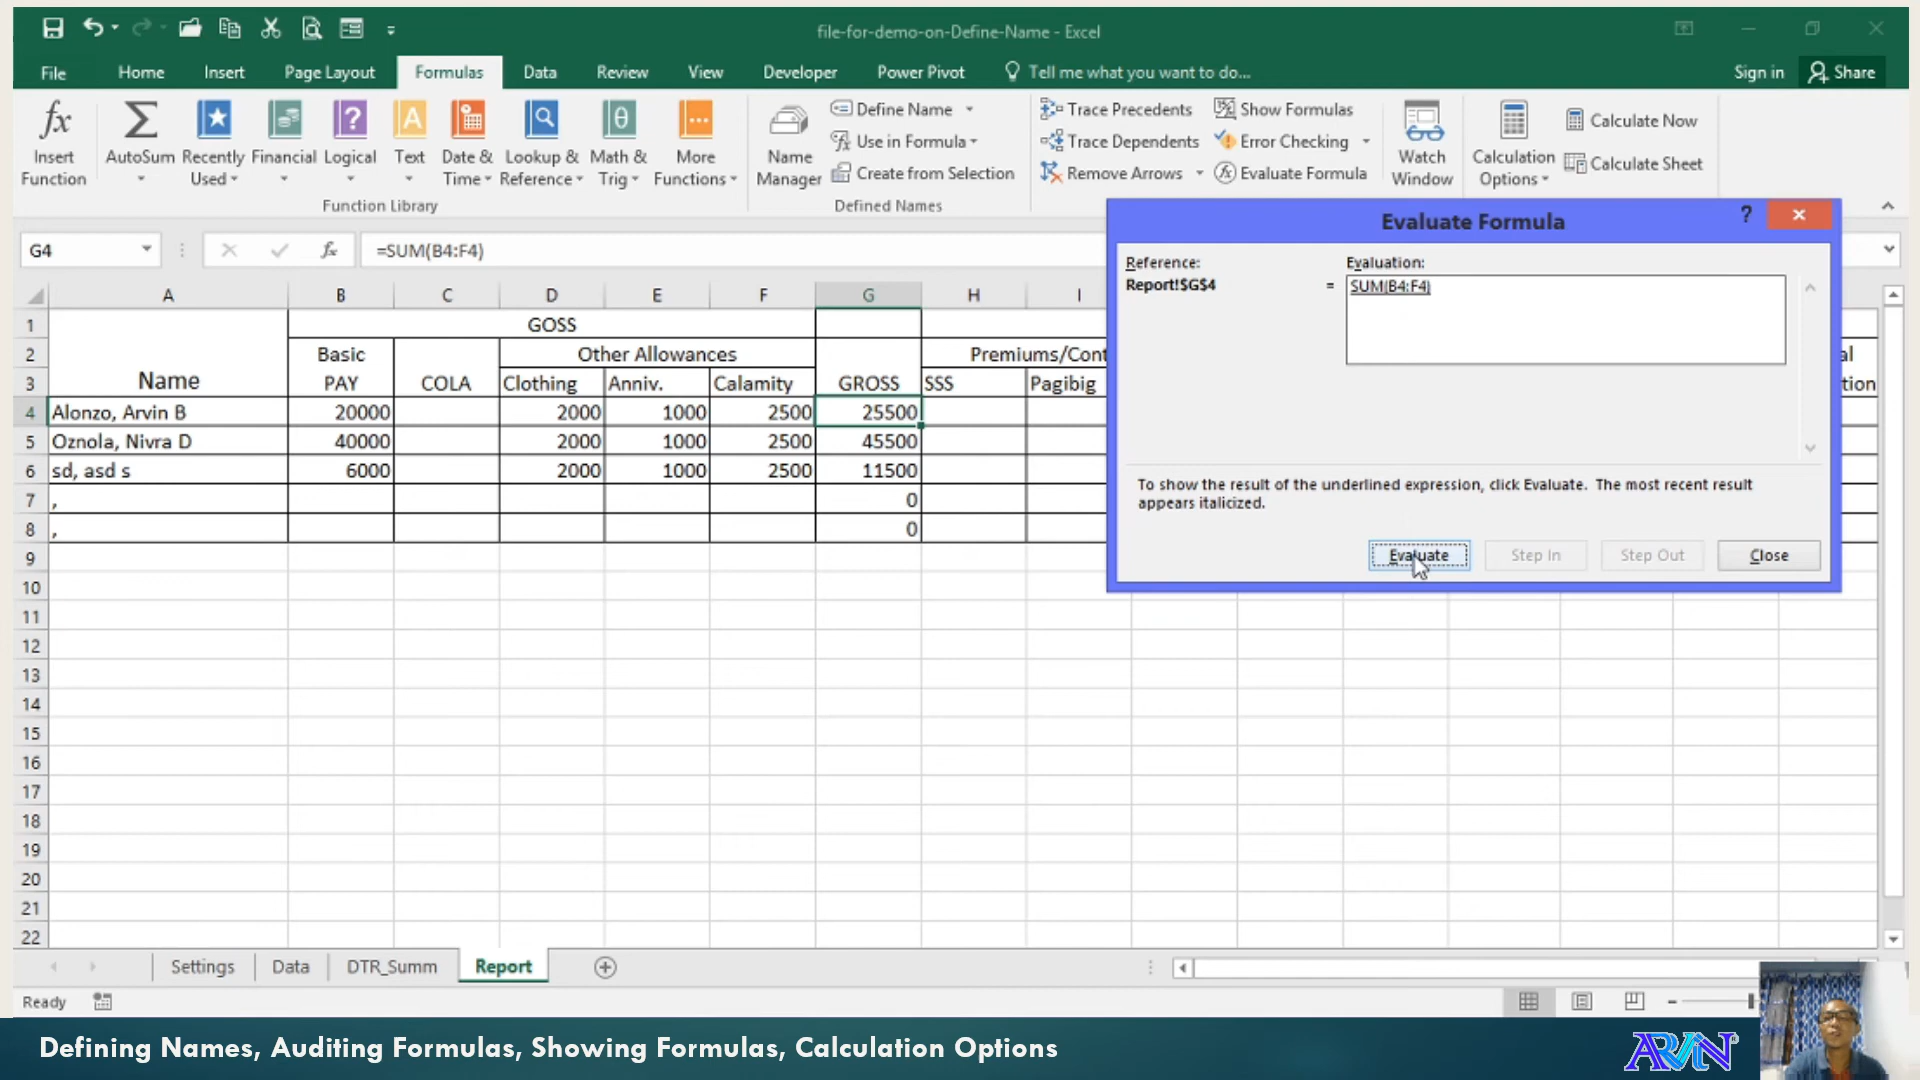 file-for-demo-on-Define-Name - Excel
File Home Insert Page Layout Formulas Data Review View Developer Power Pivot Tell me what you want to do... Sign in Share
Insert Function
AutoSum
Recently Used
Financial
Logical
Text
Date & Time
Lookup & Reference
Math & Trig
More Functions
Function Library
Name Manager
Define Name
Use in Formula
Create from Selection
Defined Names
Trace Precedents
Trace Dependents
Remove Arrows
Show Formulas
Error Checking
Evaluate Formula
Watch Window
Calculation Options
Calculate Now
Calculate Sheet
G4 fx =SUM(B4:F4)
Evaluate Formula ?
Reference:
Report!$G$4
=
Evaluation:
SUM(B4:F4)
To show the result of the underlined expression, click Evaluate. The most recent result
appears italicized.
Evaluate Step In Step Out Close
A B C D E F G H I
1 GOSS
2 Basic Other Allowances Premiums/Cont al
3 Name PAY COLA Clothing Anniv. Calamity GROSS SSS Pagibig tion
4 Alonzo, Arvin B 20000 2000 1000 2500 25500
5 Oznola, Nivra D 40000 2000 1000 2500 45500
6 sd, asd s 6000 2000 1000 2500 11500
7 , 0
8 , 0
9
10
11
12
13
14
15
16
17
18
19
20
21
22
Settings Data DTR_Summ Report
Ready
Defining Names, Auditing Formulas, Showing Formulas, Calculation Options
ARVIN